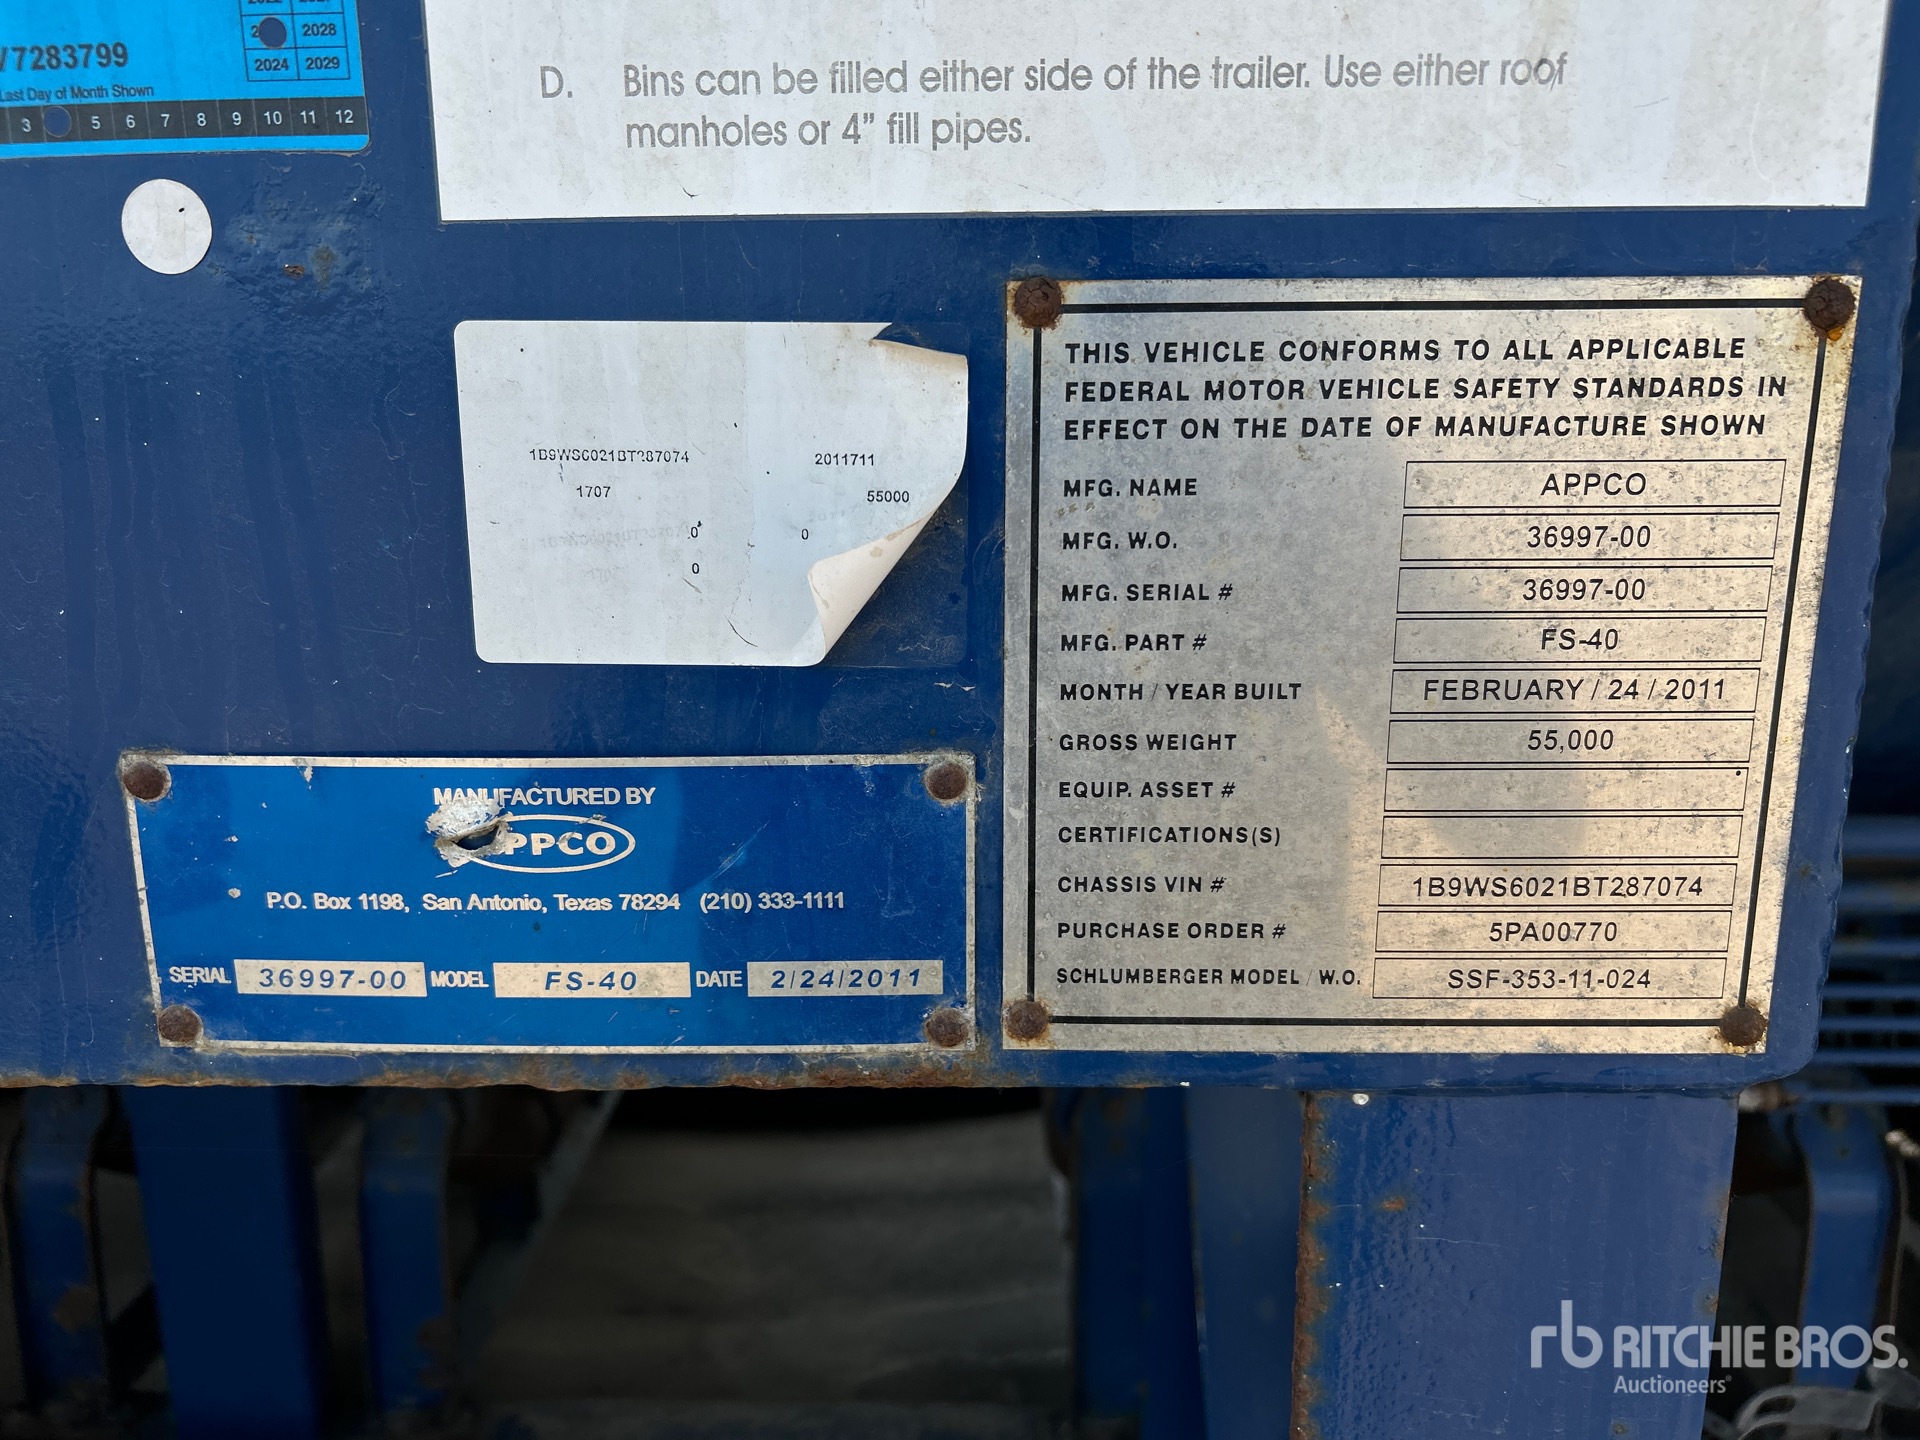 2028
2024 2029
7283799
Last Day of Month Shown
3 5 6 7 8 9 10 11 12
D. Bins can be filled either side of the trailer. Use either roof
manholes or 4" fill pipes.
1B9WS6021BT287074 2011711
1707 55000
0 0
0
THIS VEHICLE CONFORMS TO ALL APPLICABLE
FEDERAL MOTOR VEHICLE SAFETY STANDARDS IN
EFFECT ON THE DATE OF MANUFACTURE SHOWN
MFG. NAME APPCO
MFG. W.O. 36997-00
MFG. SERIAL # 36997-00
MFG. PART # FS-40
MONTH / YEAR BUILT FEBRUARY / 24 / 2011
GROSS WEIGHT 55,000
EQUIP. ASSET #
CERTIFICATIONS(S)
CHASSIS VIN # 1B9WS6021BT287074
PURCHASE ORDER # 5PA00770
SCHLUMBERGER MODEL / W.O. SSF-353-11-024
MANUFACTURED BY
PPCO
P.O. Box 1198, San Antonio, Texas 78294 (210) 333-1111
SERIAL 36997-00 MODEL FS-40 DATE 2/24/2011
rb RITCHIE BROS.
Auctioneers